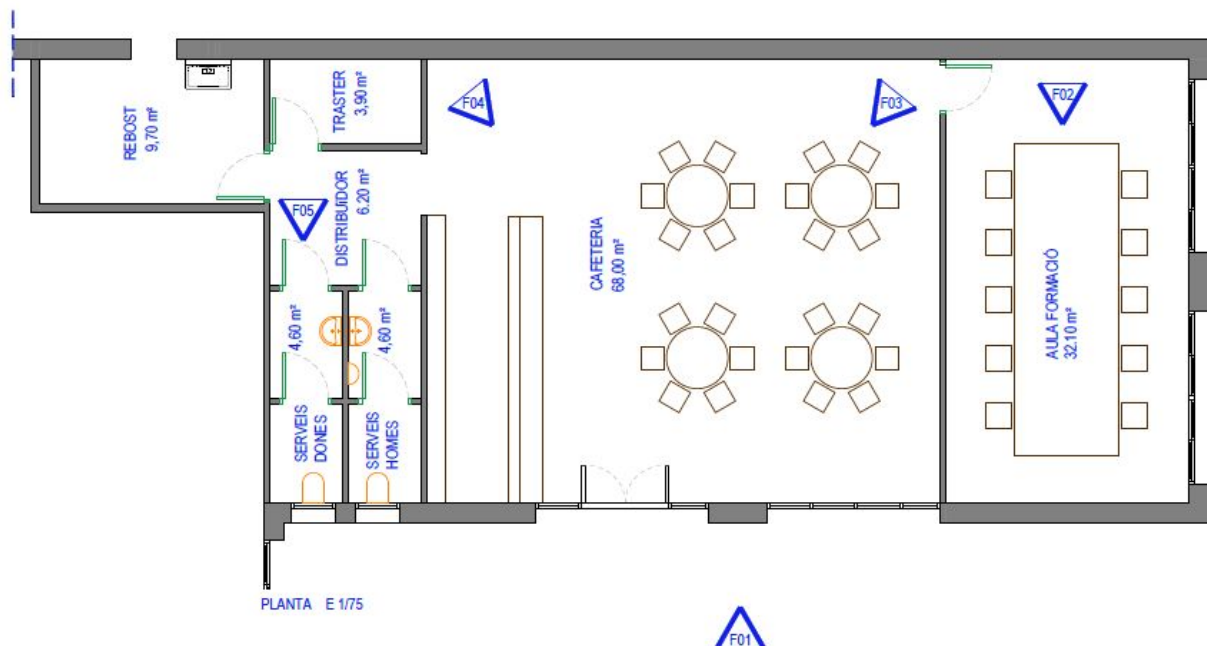 REBOST
9,70 m²
TRASTER
3,90 m²
F04
F03
F02
F05
DISTRIBUÏDOR
6.20 m²
CAFETERIA
68,00 m²
AULA FORMACIÓ
32.10 m²
4,60 m²
4,60 m²
SERVEIS
DONES
SERVEIS
HOMES
PLANTA E 1/75
F01